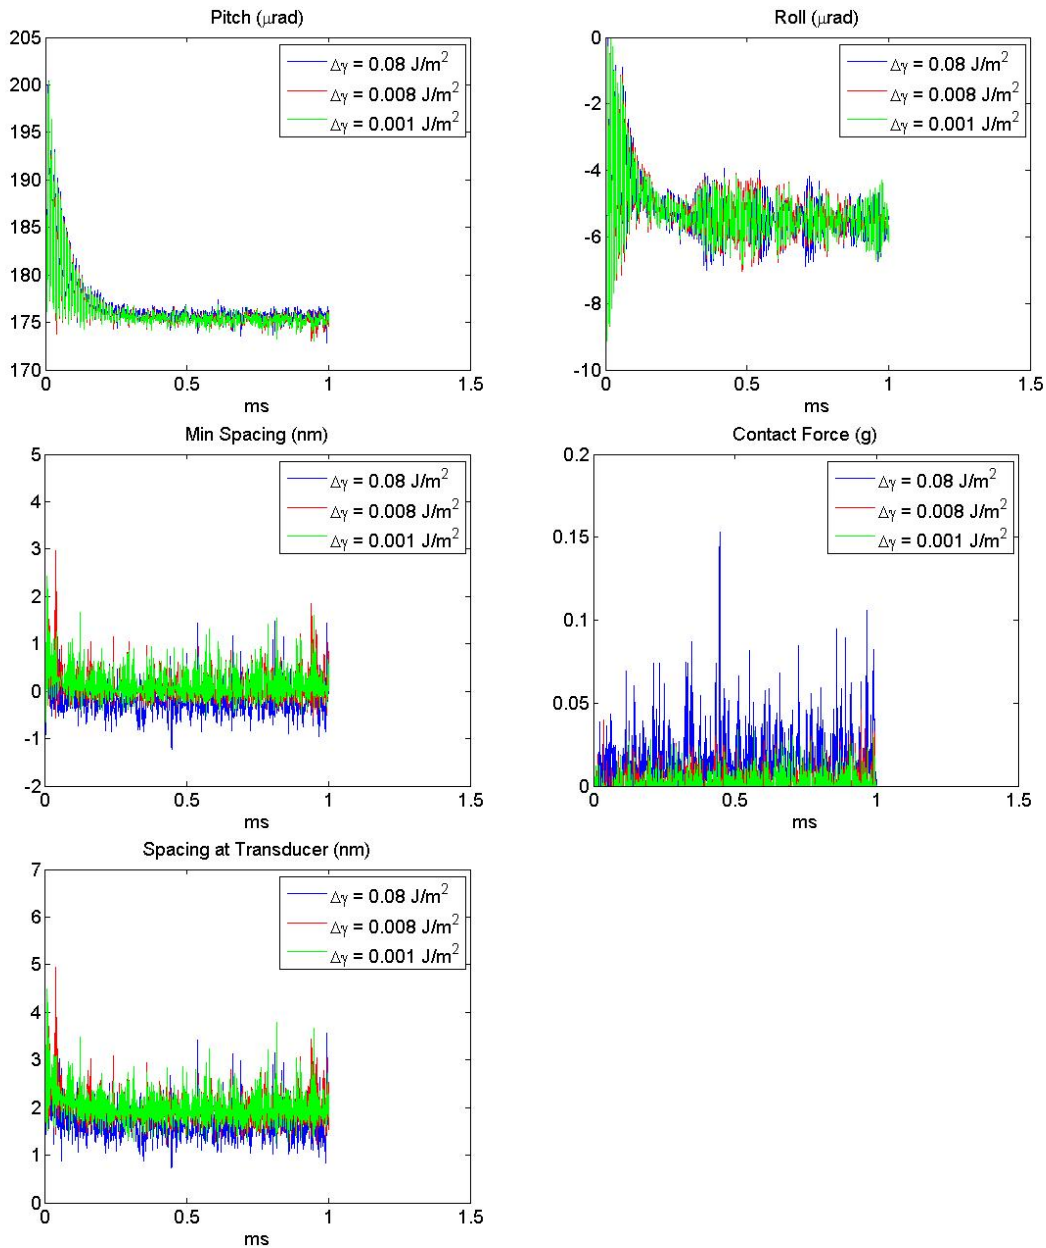 Pitch (μrad)
205
200
195
190
185
180
175
170
0
0.5
1
1.5
ms
Δγ = 0.08 J/m²
Δγ = 0.008 J/m²
Δγ = 0.001 J/m²
Roll (μrad)
0
-2
-4
-6
-8
-10
0
0.5
1
1.5
ms
Δγ = 0.08 J/m²
Δγ = 0.008 J/m²
Δγ = 0.001 J/m²
Min Spacing (nm)
5
4
3
2
1
0
-1
-2
0
0.5
1
1.5
ms
Δγ = 0.08 J/m²
Δγ = 0.008 J/m²
Δγ = 0.001 J/m²
Contact Force (g)
0.2
0.15
0.1
0.05
0
0
0.5
1
1.5
ms
Δγ = 0.08 J/m²
Δγ = 0.008 J/m²
Δγ = 0.001 J/m²
Spacing at Transducer (nm)
7
6
5
4
3
2
1
0
0
0.5
1
1.5
ms
Δγ = 0.08 J/m²
Δγ = 0.008 J/m²
Δγ = 0.001 J/m²